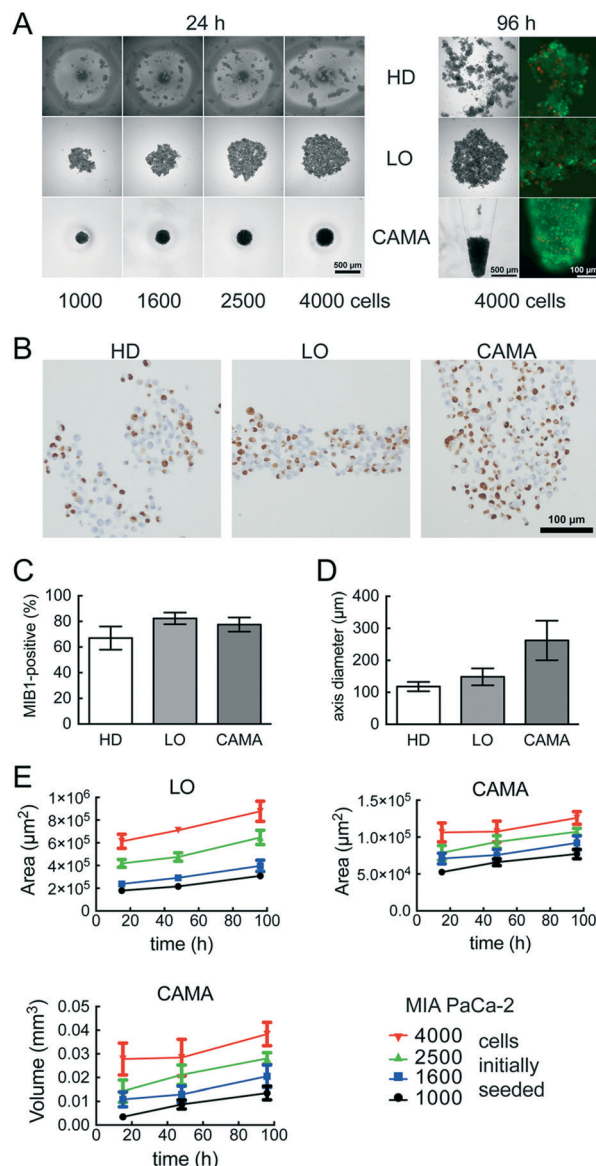 A
24 h
96 h
HD
LO
CAMA
500 µm
500 µm
100 µm
1000 1600 2500 4000 cells
4000 cells
B
HD LO CAMA
100 µm
C
MIB1-positive (%)
100
80
60
40
20
0
HD LO CAMA
D
axis diameter (µm)
400
300
200
100
0
HD LO CAMA
E
LO
Area (µm²)
1×10⁶
8×10⁵
6×10⁵
4×10⁵
2×10⁵
0 20 40 60 80 100
time (h)
CAMA
Area (µm²)
1.5×10⁵
1.0×10⁵
5.0×10⁴
0.0
0 20 40 60 80 100
time (h)
CAMA
Volume (mm³)
0.05
0.04
0.03
0.02
0.01
0.00
0 20 40 60 80 100
time (h)
MIA PaCa-2
4000 cells
2500 initially
1600 seeded
1000